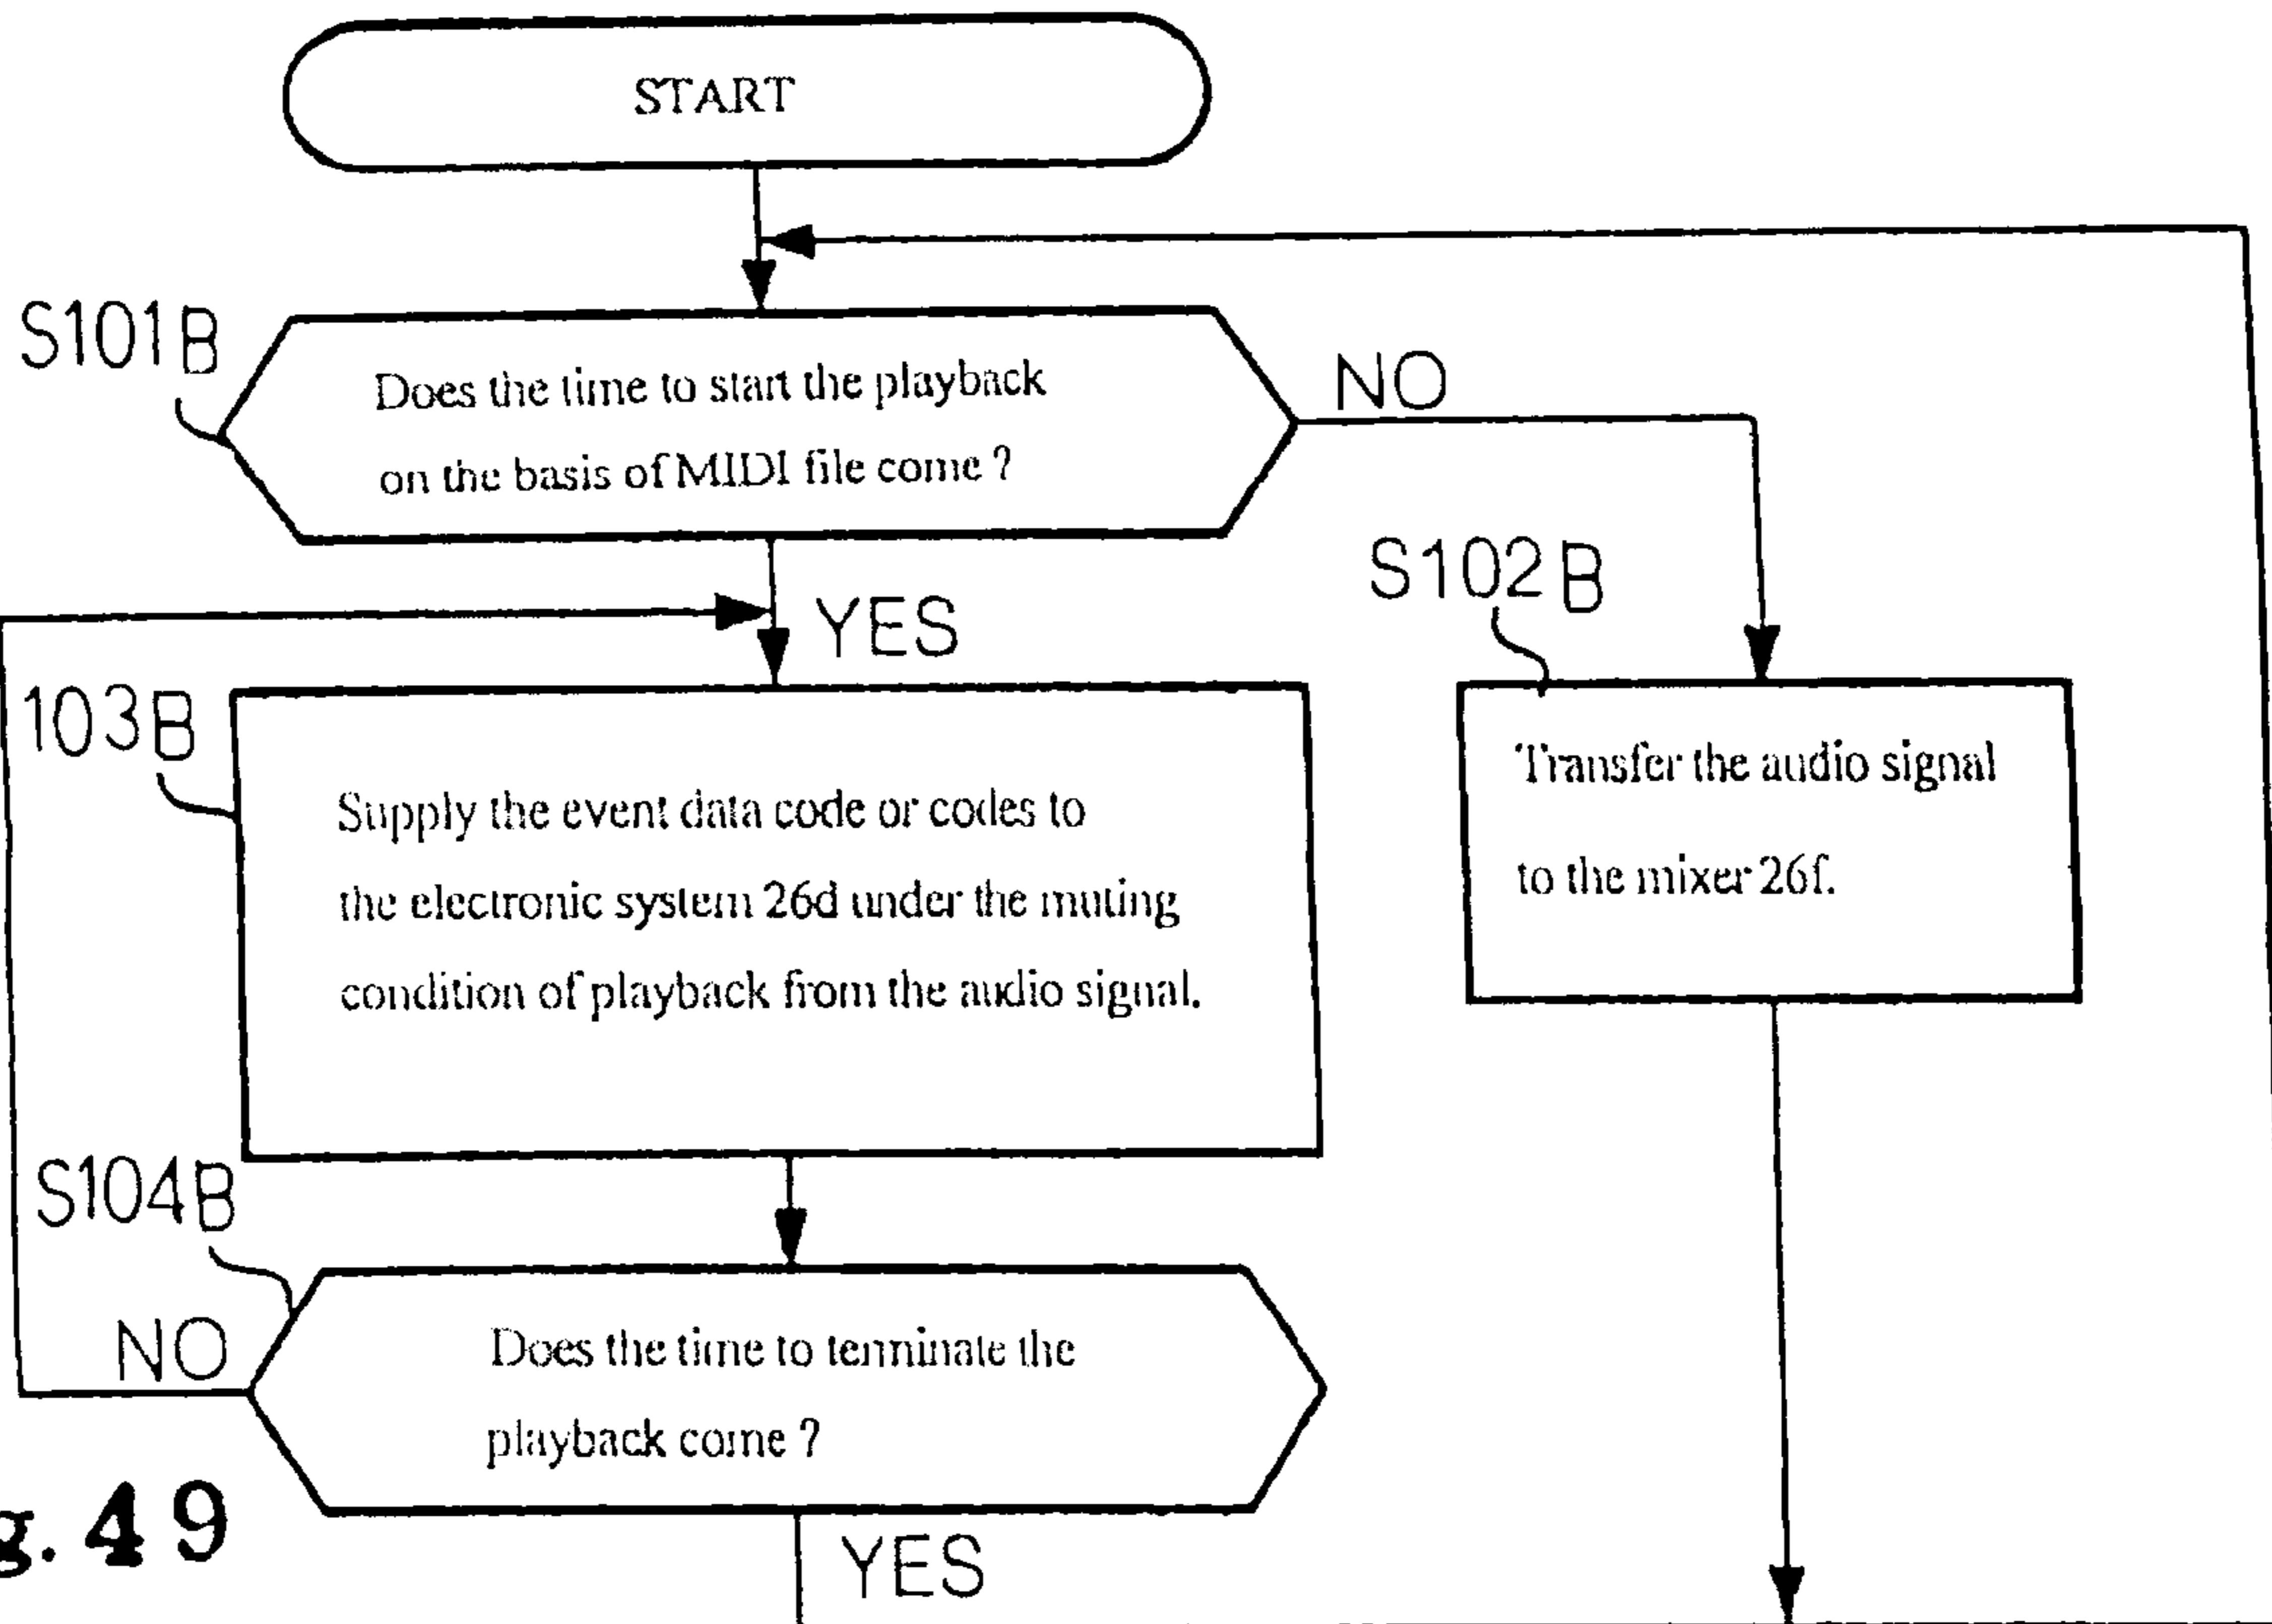 START
S101B
Does the time to start the playback
on the basis of MIDI file come ?
NO
YES
S102B
Transfer the audio signal
to the mixer 26f.
103B
Supply the event data code or codes to
the electronic system 26d under the muting
condition of playback from the audio signal.
S104B
NO
Does the time to terminate the
playback come ?
YES
g. 49